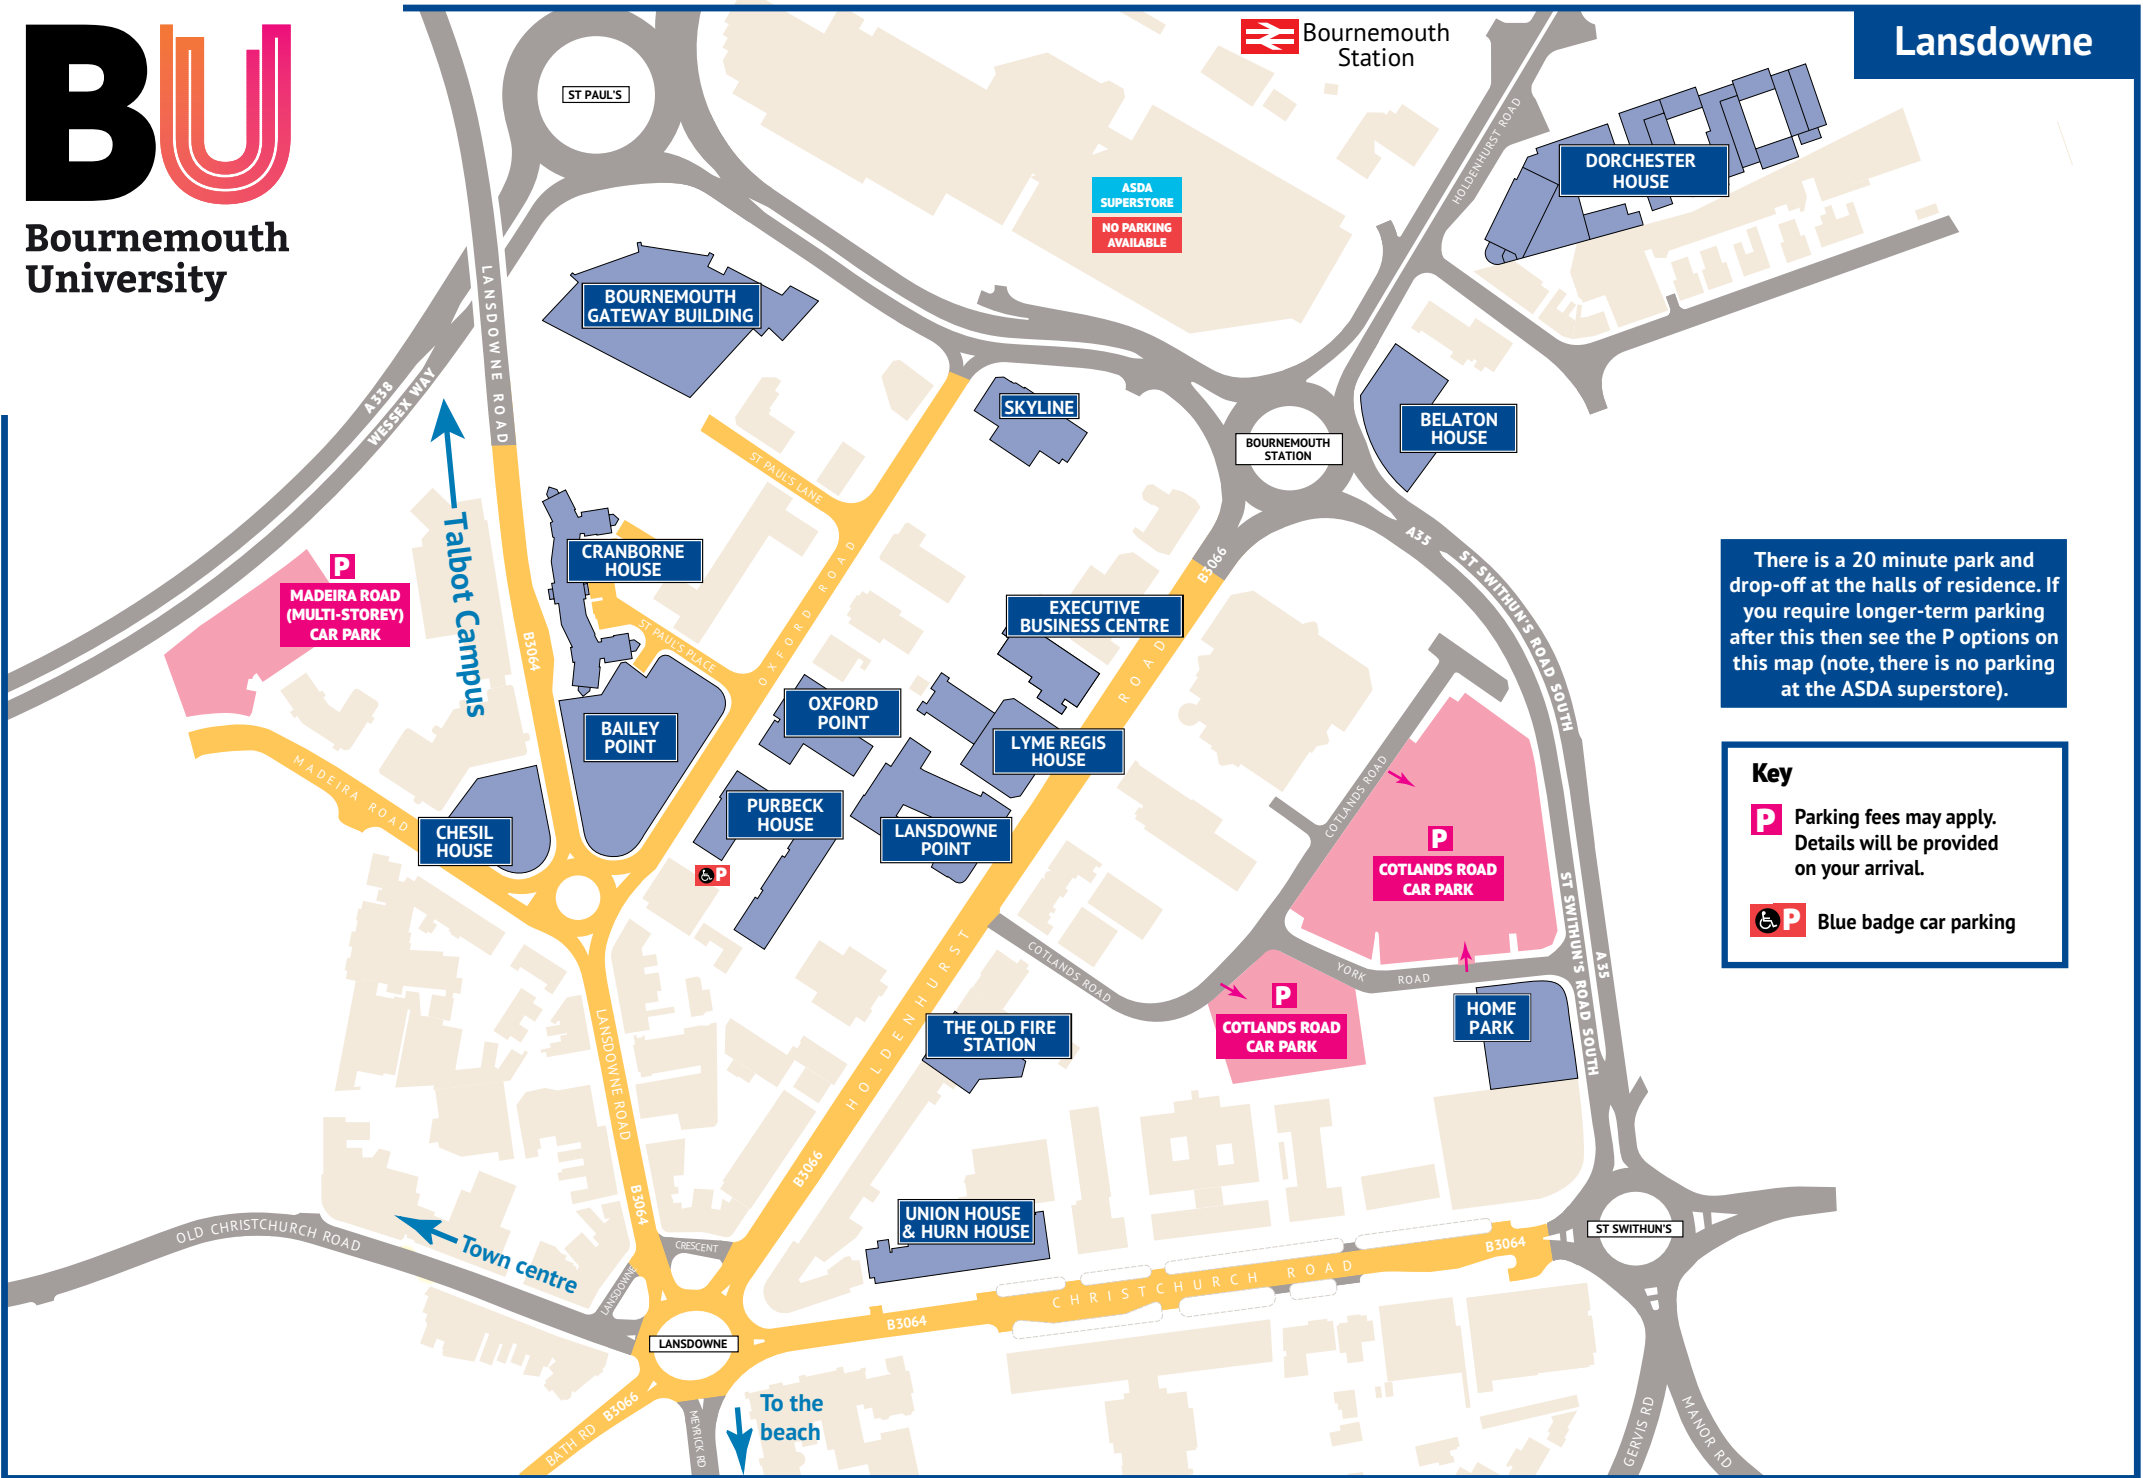 BU
Bournemouth
University
Lansdowne
Bournemouth
Station
ST PAUL'S
ASDA
SUPERSTORE
NO PARKING
AVAILABLE
HOLDENHURST ROAD
DORCHESTER
HOUSE
LANSDOWNE ROAD
BOURNEMOUTH
GATEWAY BUILDING
A338
WESSEX WAY
SKYLINE
BOURNEMOUTH
STATION
BELATON
HOUSE
ST PAUL'S LANE
Talbot Campus
CRANBORNE
HOUSE
OXFORD ROAD
B3066
A35
ST SWITHUN'S ROAD SOUTH
P
MADEIRA ROAD
(MULTI-STOREY)
CAR PARK
B3064
ST PAUL'S PLACE
EXECUTIVE
BUSINESS CENTRE
There is a 20 minute park and
drop-off at the halls of residence. If
you require longer-term parking
after this then see the P options on
this map (note, there is no parking
at the ASDA superstore).
OXFORD
POINT
BAILEY
POINT
LYME REGIS
HOUSE
MADEIRA ROAD
CHESIL
HOUSE
PURBECK
HOUSE
LANSDOWNE
POINT
COTLANDS ROAD
P
COTLANDS ROAD
CAR PARK
Key
P Parking fees may apply.
Details will be provided
on your arrival.
P Blue badge car parking
P
ST SWITHUN'S ROAD SOUTH
A35
HOLDENHURST ROAD
COTLANDS ROAD
YORK ROAD
P
COTLANDS ROAD
CAR PARK
HOME
PARK
THE OLD FIRE
STATION
LANSDOWNE ROAD
B3064
B3066
UNION HOUSE
& HURN HOUSE
OLD CHRISTCHURCH ROAD
Town centre
CRESCENT
LANSDOWNE
ST SWITHUN'S
B3064
CHRISTCHURCH ROAD
B3064
LANSDOWNE
BATH RD
B3066
MEYRICK RD
To the
beach
GERVIS RD
MANOR RD